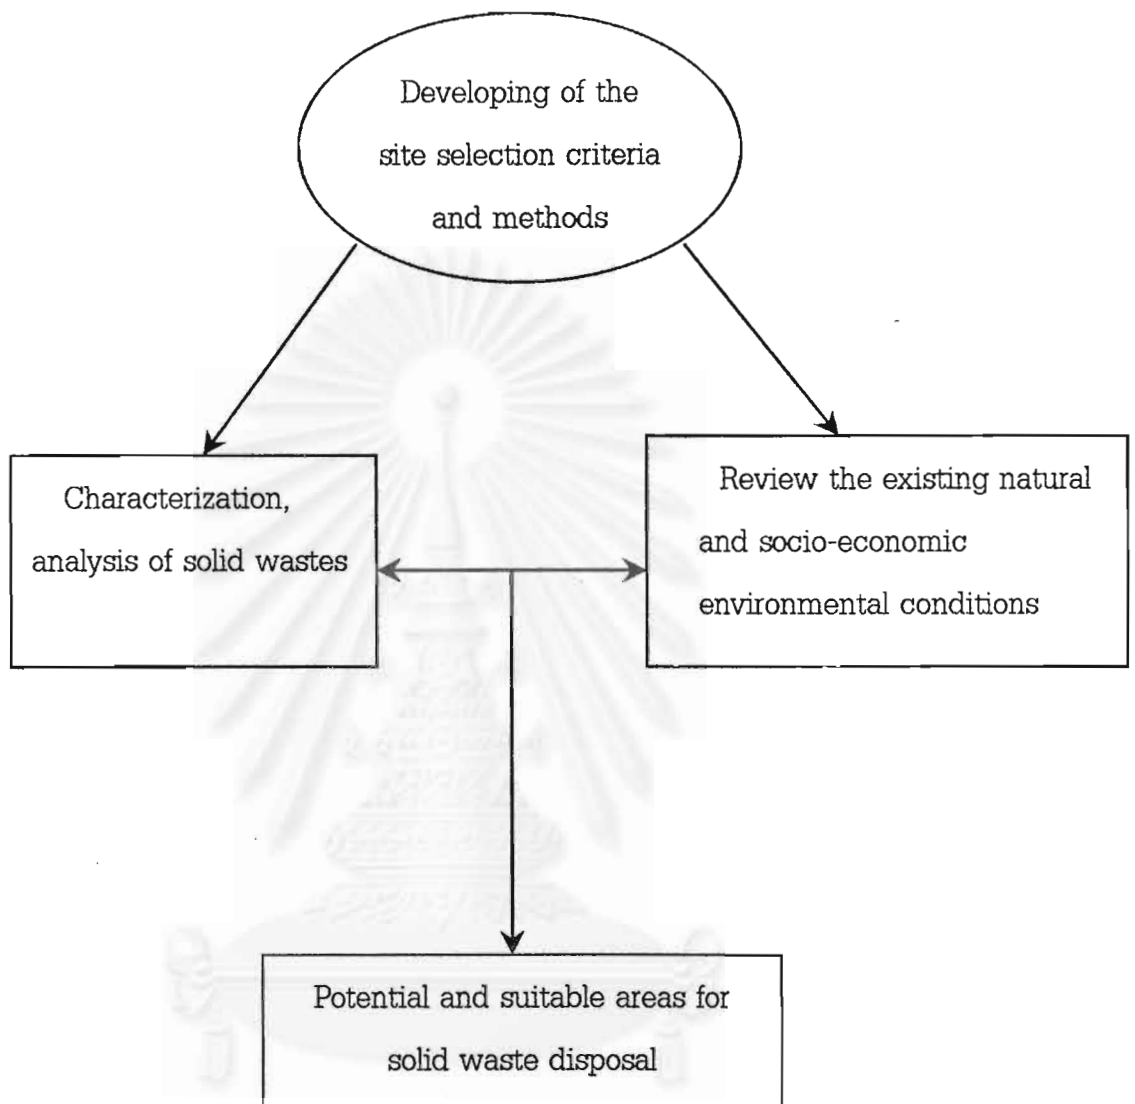 Developing of the
site selection criteria
and methods
Characterization,
analysis of solid wastes
Review the existing natural
and socio-economic
environmental conditions
Potential and suitable areas for
solid waste disposal